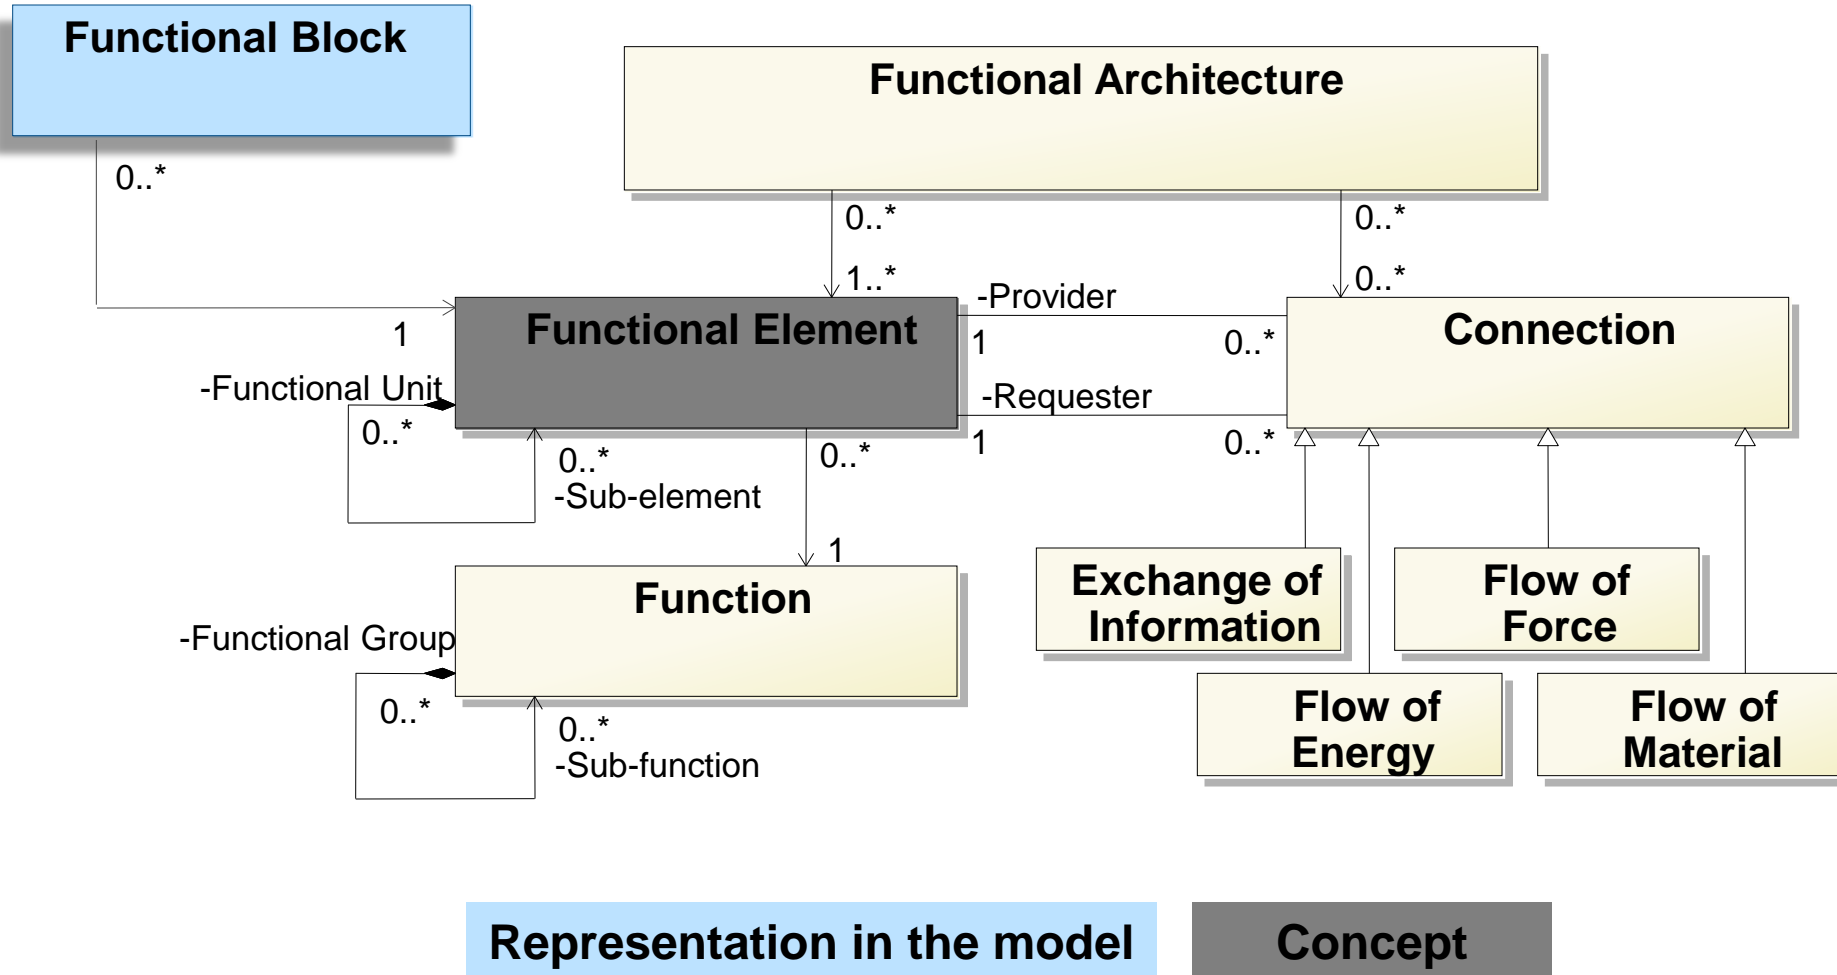 Functional Block
Functional Architecture
0..*
0..*
0..*
1..*
0..*
-Provider
Functional Element
Connection
1
1
0..*
-Functional Unit
-Requester
0..*
0..*
0..*
1
0..*
-Sub-element
1
Exchange of
Information
Flow of
Force
Function
-Functional Group
0..*
0..*
-Sub-function
Flow of
Energy
Flow of
Material
Representation in the model
Concept